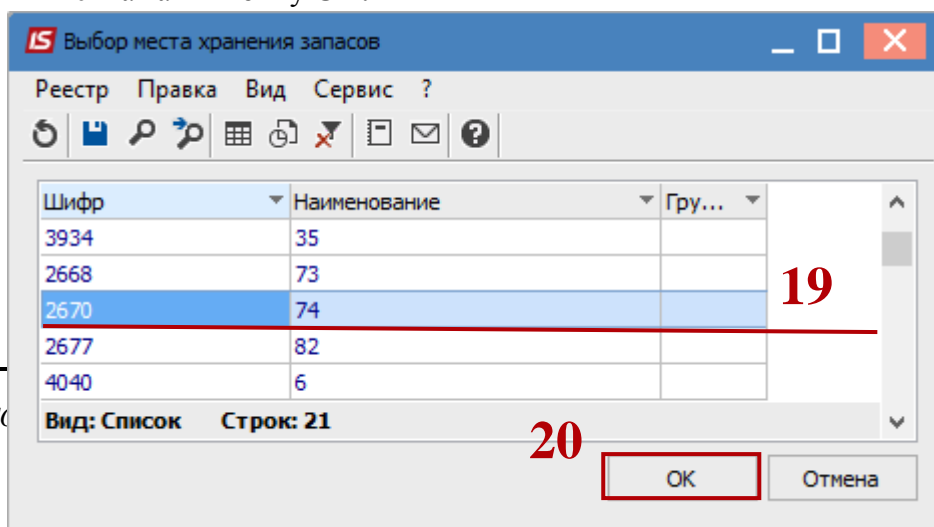 IS Выбор места хранения запасов
Реестр Правка Вид Сервис ?
Шифр Наименование Гру...
3934 35
2668 73
2670 74
19
2677 82
4040 6
Вид: Список Строк: 21
20
ОК Отмена